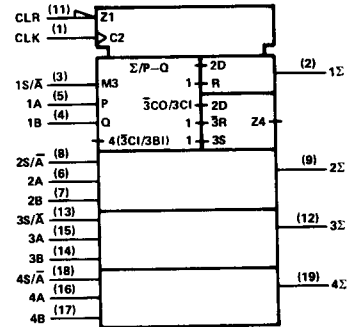 CLR (11) Z1
CLK (1) C2
Σ/P–Q 2D (2) 1Σ
1S/A̅ (3) M3 1 R
1A (5) P 3̅CO/3CI 2D
1B (4) Q 1 3̅R Z4
4(3̅CI/3BI) 1 3S
2S/A̅ (8) (9) 2Σ
2A (6)
2B (7)
3S/A̅ (13) (12) 3Σ
3A (15)
3B (14)
4S/A̅ (18) (19) 4Σ
4A (16)
4B (17)